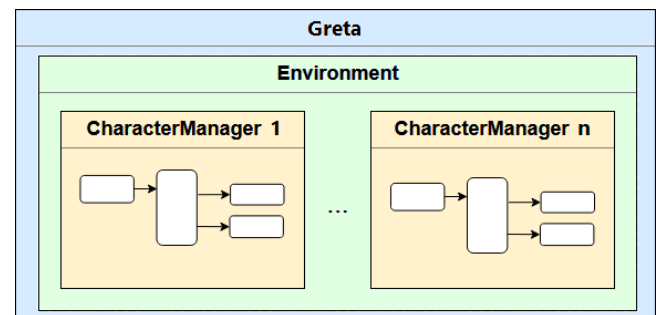 Greta
Environment
CharacterManager 1
CharacterManager n
...